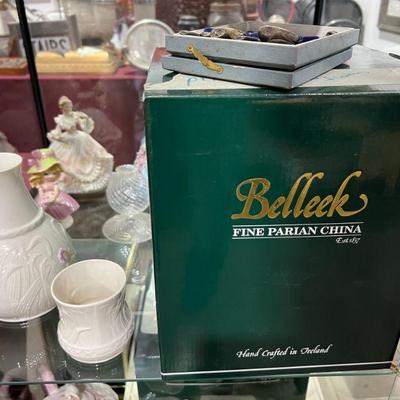 Belleek
FINE PARIAN CHINA
Est.1857
Hand Crafted in Ireland